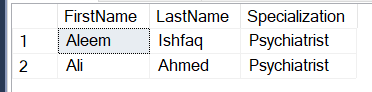 FirstName LastName Specialization
1 Aleem Ishfaq Psychiatrist
2 Ali Ahmed Psychiatrist